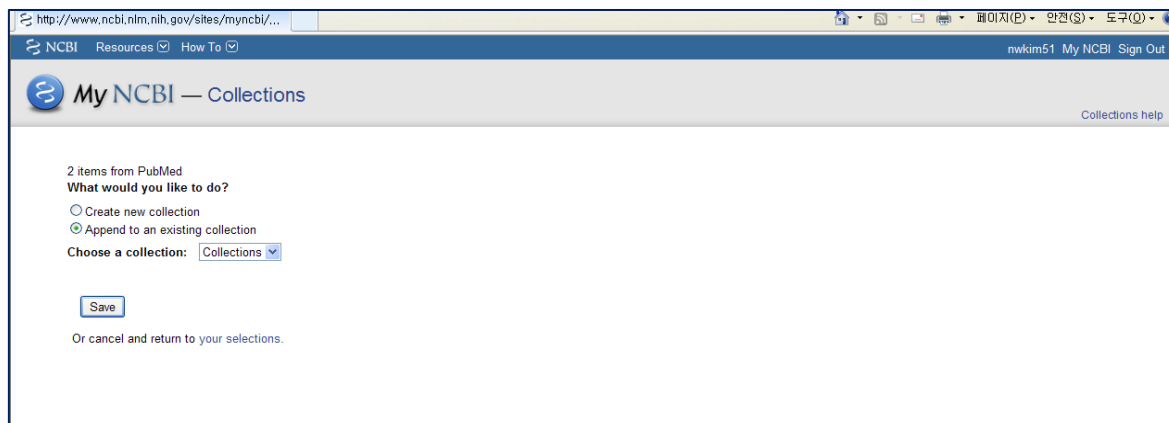 http://www.ncbi.nlm.nih.gov/sites/myncbi/... 페이지(P) 안전(S) 도구(O)
NCBI Resources How To nwkim51 My NCBI Sign Out
My NCBI — Collections
Collections help
2 items from PubMed
What would you like to do?
Create new collection
Append to an existing collection
Choose a collection: Collections
Save
Or cancel and return to your selections.